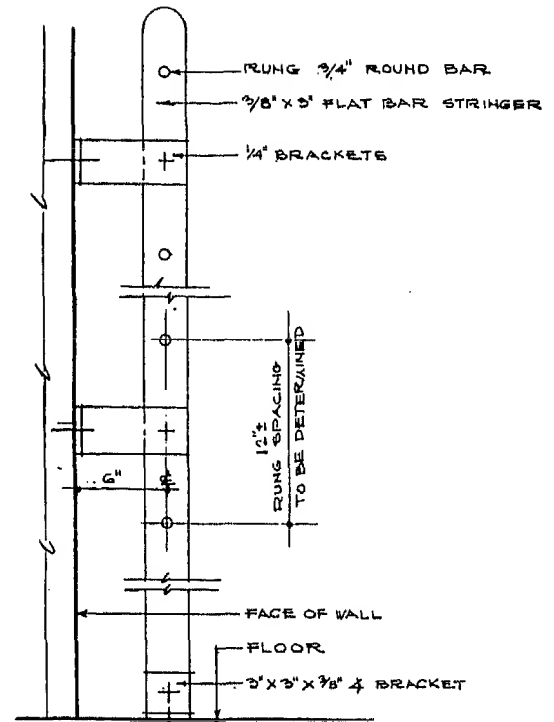 RUNG 3/4" ROUND BAR
3/8" X 3" FLAT BAR STRINGER
1/4" BRACKETS
12"±
RUNG SPACING
TO BE DETERMINED
6"
FACE OF WALL
FLOOR
3" X 3" X 3/8" ∠ BRACKET